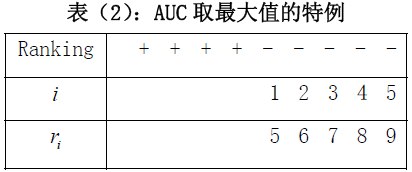 表（2）：AUC 取最大值的特例
Ranking + + + + - - - - -
i 1 2 3 4 5
r_i 5 6 7 8 9